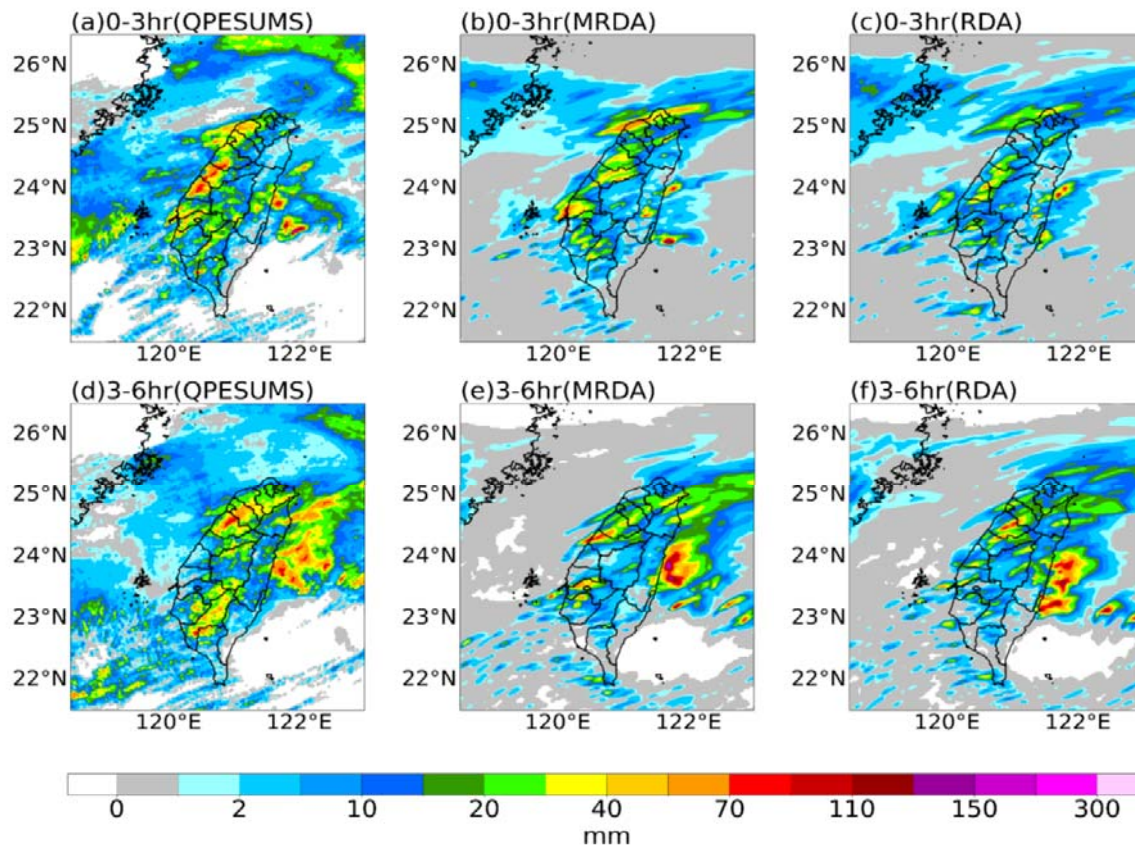 (a)0-3hr(QPESUMS) (b)0-3hr(MRDA) (c)0-3hr(RDA)
26°N 26°N 26°N
25°N 25°N 25°N
24°N 24°N 24°N
23°N 23°N 23°N
22°N 22°N 22°N
120°E 122°E 120°E 122°E 120°E 122°E
(d)3-6hr(QPESUMS) (e)3-6hr(MRDA) (f)3-6hr(RDA)
26°N 26°N 26°N
25°N 25°N 25°N
24°N 24°N 24°N
23°N 23°N 23°N
22°N 22°N 22°N
120°E 122°E 120°E 122°E 120°E 122°E
0 2 10 20 40 70 110 150 300
mm